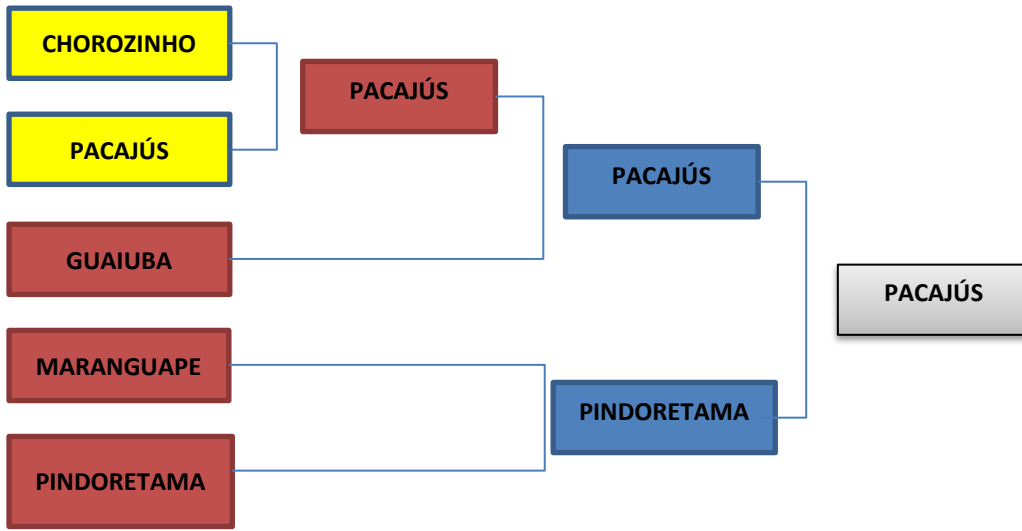 CHOROZINHO
PACAJÚS
PACAJÚS
PACAJÚS
GUAIUBA
PACAJÚS
MARANGUAPE
PINDORETAMA
PINDORETAMA